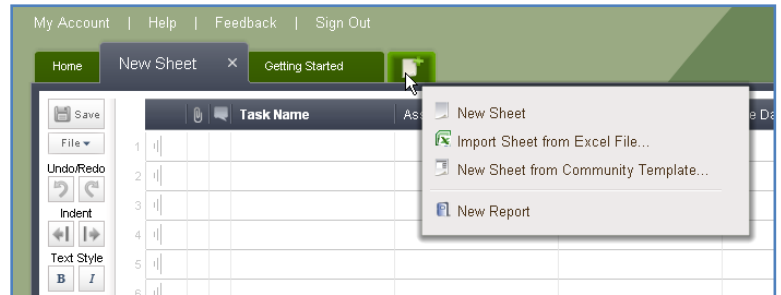 My Account | Help | Feedback | Sign Out
Home New Sheet × Getting Started
Save
Task Name Ass
File
New Sheet
Import Sheet from Excel File...
New Sheet from Community Template...
New Report
Undo/Redo
Indent
Text Style
B I
1
2
3
4
5
6